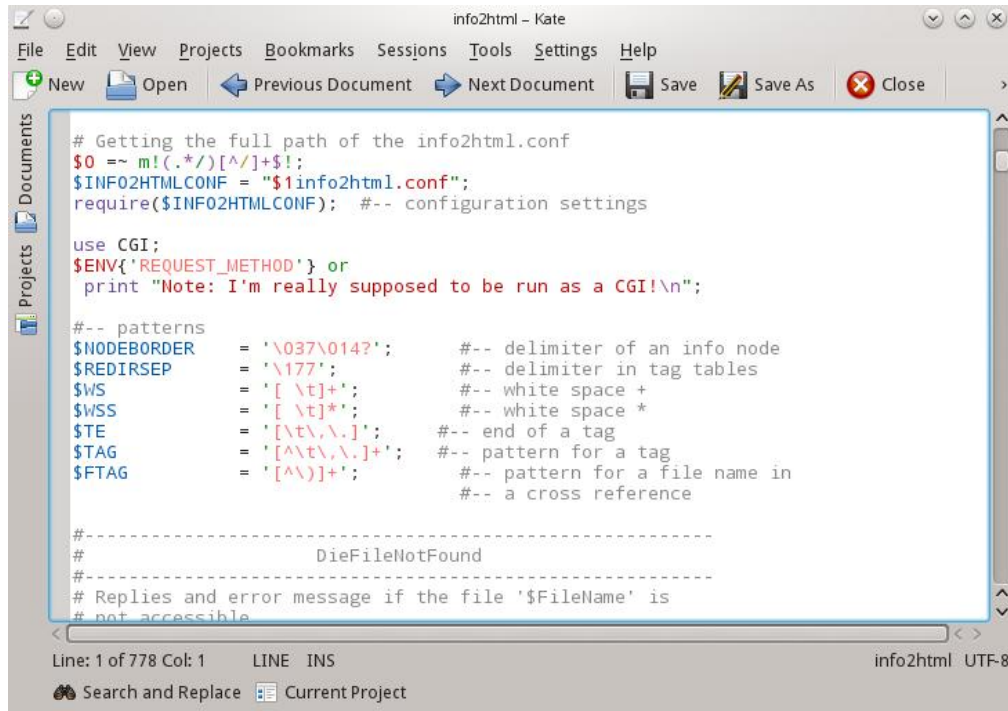 info2html – Kate
File Edit View Projects Bookmarks Sessions Tools Settings Help
New Open Previous Document Next Document Save Save As Close
Documents
Projects
# Getting the full path of the info2html.conf
$0 =~ m!(.*/)[^/]+$!;
$INFO2HTMLCONF = "$1info2html.conf";
require($INFO2HTMLCONF);  #-- configuration settings
use CGI;
$ENV{'REQUEST_METHOD'} or
 print "Note: I'm really supposed to be run as a CGI!\n";
#-- patterns
$NODEBORDER    = '\037\014?';      #-- delimiter of an info node
$REDIRSEP      = '\177';           #-- delimiter in tag tables
$WS            = '[ \t]+';         #-- white space +
$WSS           = '[ \t]*';         #-- white space *
$TE            = '[\t\,\.]';     #-- end of a tag
$TAG           = '[^\t\,\.]+';   #-- pattern for a tag
$FTAG          = '[^\)]+';         #-- pattern for a file name in
                                   #-- a cross reference
#---------------------------------------------------------
#                     DieFileNotFound
#---------------------------------------------------------
# Replies and error message if the file '$FileName' is
# not accessible
Line: 1 of 778 Col: 1 LINE INS info2html UTF-8
Search and Replace Current Project